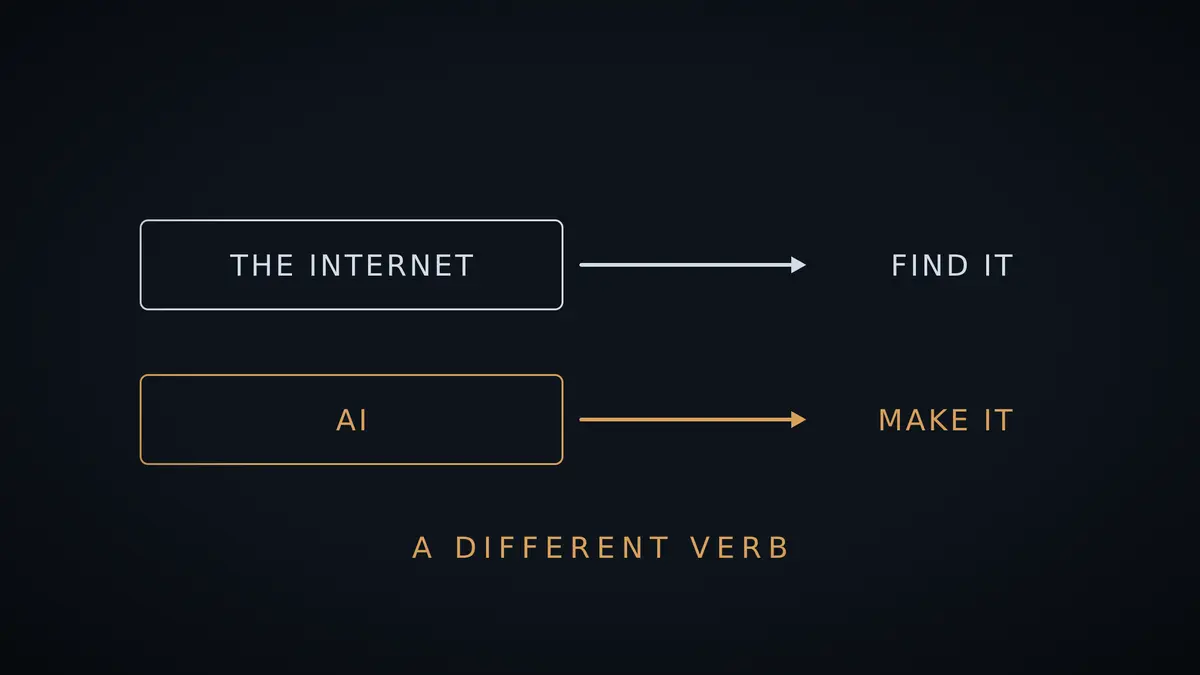 THE INTERNET
FIND IT
AI
MAKE IT
A DIFFERENT VERB